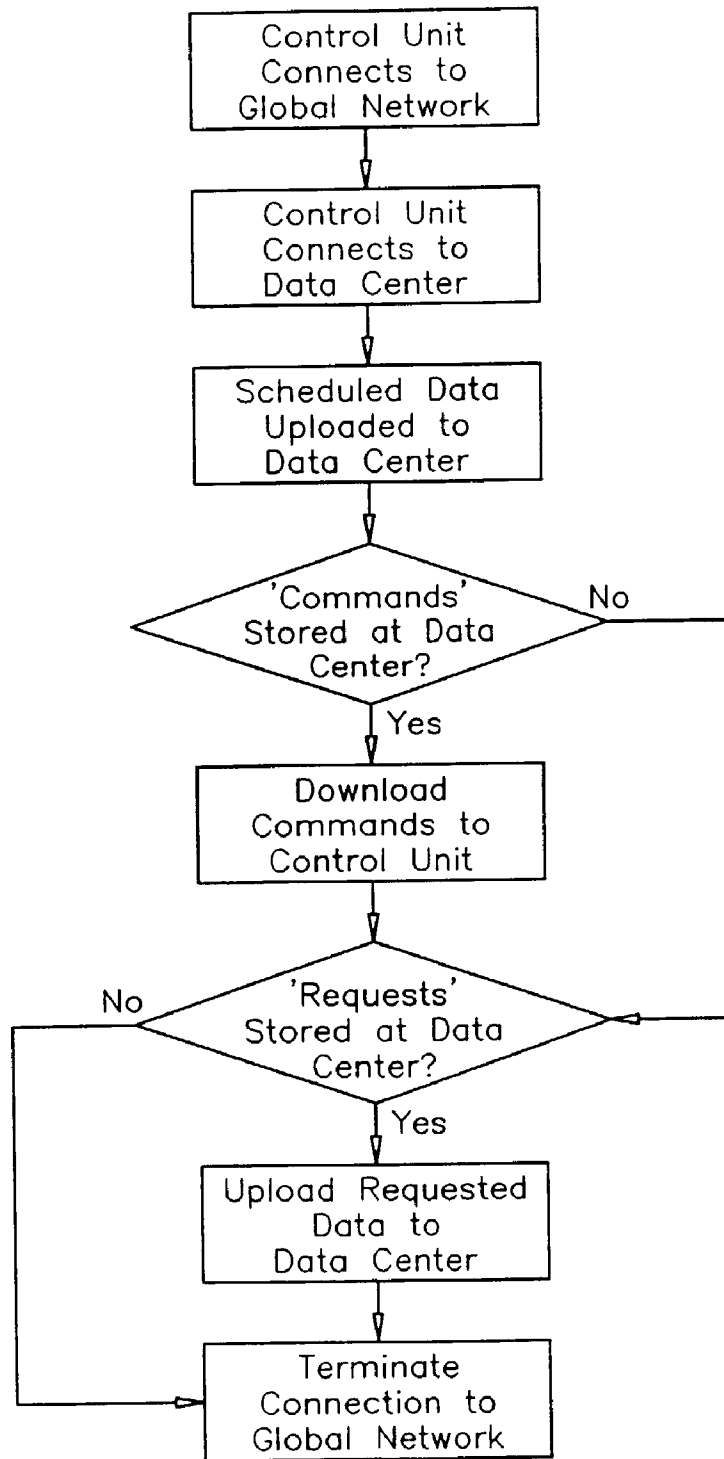 Control Unit
Connects to
Global Network
Control Unit
Connects to
Data Center
Scheduled Data
Uploaded to
Data Center
'Commands'
Stored at Data
Center?
No
Yes
Download
Commands to
Control Unit
No
'Requests'
Stored at Data
Center?
Yes
Upload Requested
Data to
Data Center
Terminate
Connection to
Global Network